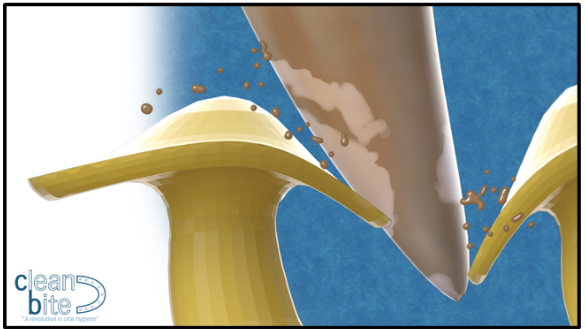 clean
bite
"A revolution in oral hygiene"